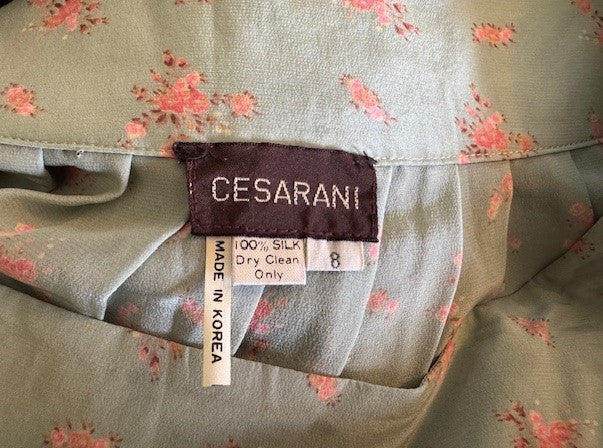 CESARANI
100% SILK
Dry Clean
Only
8
MADE IN KOREA